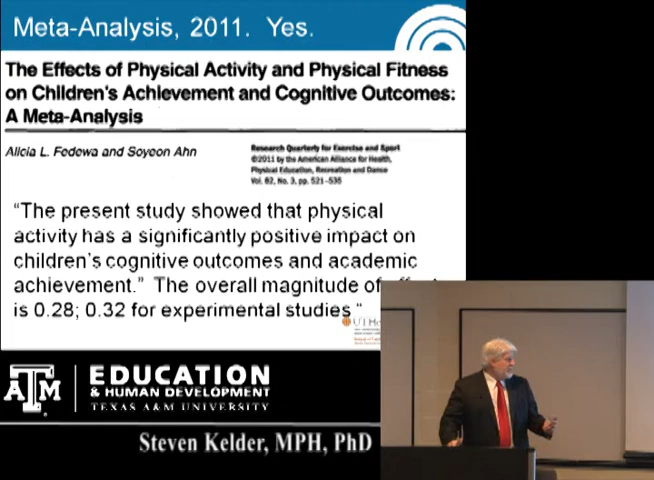 Meta-Analysis, 2011. Yes.
The Effects of Physical Activity and Physical Fitness
on Children's Achievement and Cognitive Outcomes:
A Meta-Analysis
Alicia L. Fedewa and Soyeon Ahn
Research Quarterly for Exercise and Sport
©2011 by the American Alliance for Health,
Physical Education, Recreation and Dance
Vol. 82, No. 3, pp. 521–535
“The present study showed that physical
activity has a significantly positive impact on
children’s cognitive outcomes and academic
achievement.” The overall magnitude of
is 0.28; 0.32 for experimental studies “
ATM
EDUCATION
& HUMAN DEVELOPMENT
TEXAS A&M UNIVERSITY
Steven Kelder, MPH, PhD